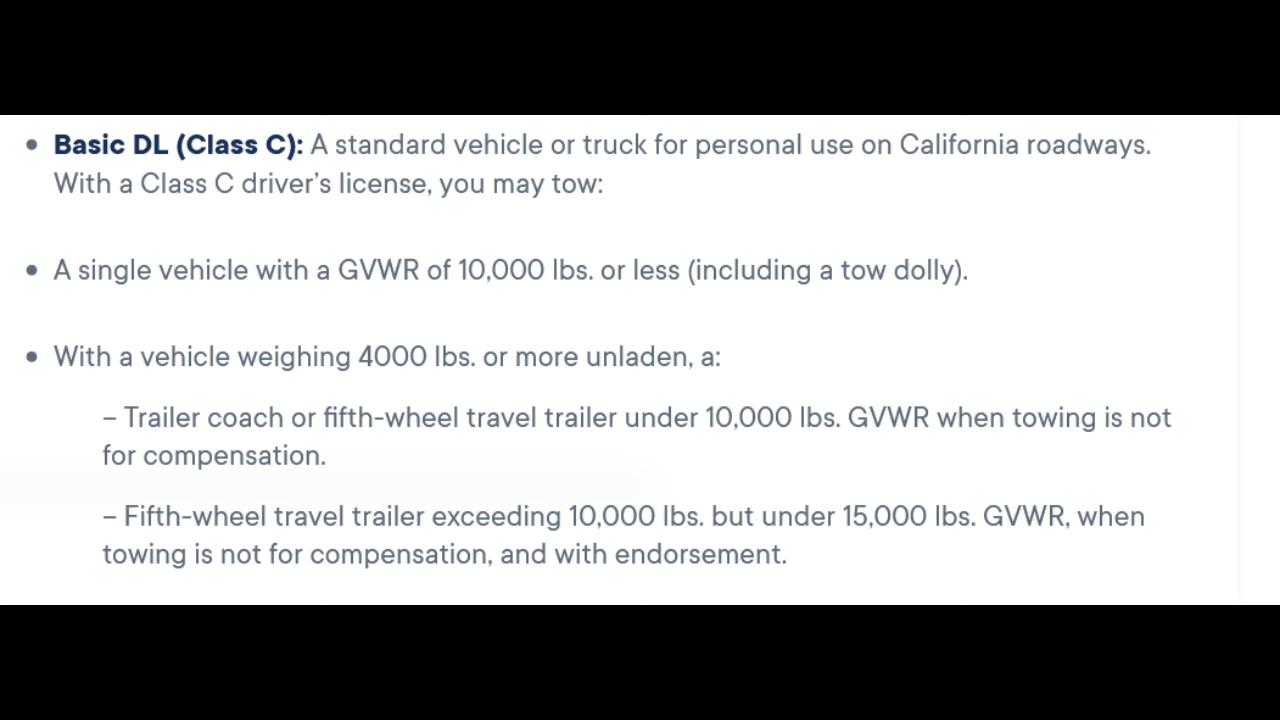 • Basic DL (Class C): A standard vehicle or truck for personal use on California roadways.
With a Class C driver’s license, you may tow:
• A single vehicle with a GVWR of 10,000 lbs. or less (including a tow dolly).
• With a vehicle weighing 4000 lbs. or more unladen, a:
– Trailer coach or fifth-wheel travel trailer under 10,000 lbs. GVWR when towing is not
for compensation.
– Fifth-wheel travel trailer exceeding 10,000 lbs. but under 15,000 lbs. GVWR, when
towing is not for compensation, and with endorsement.